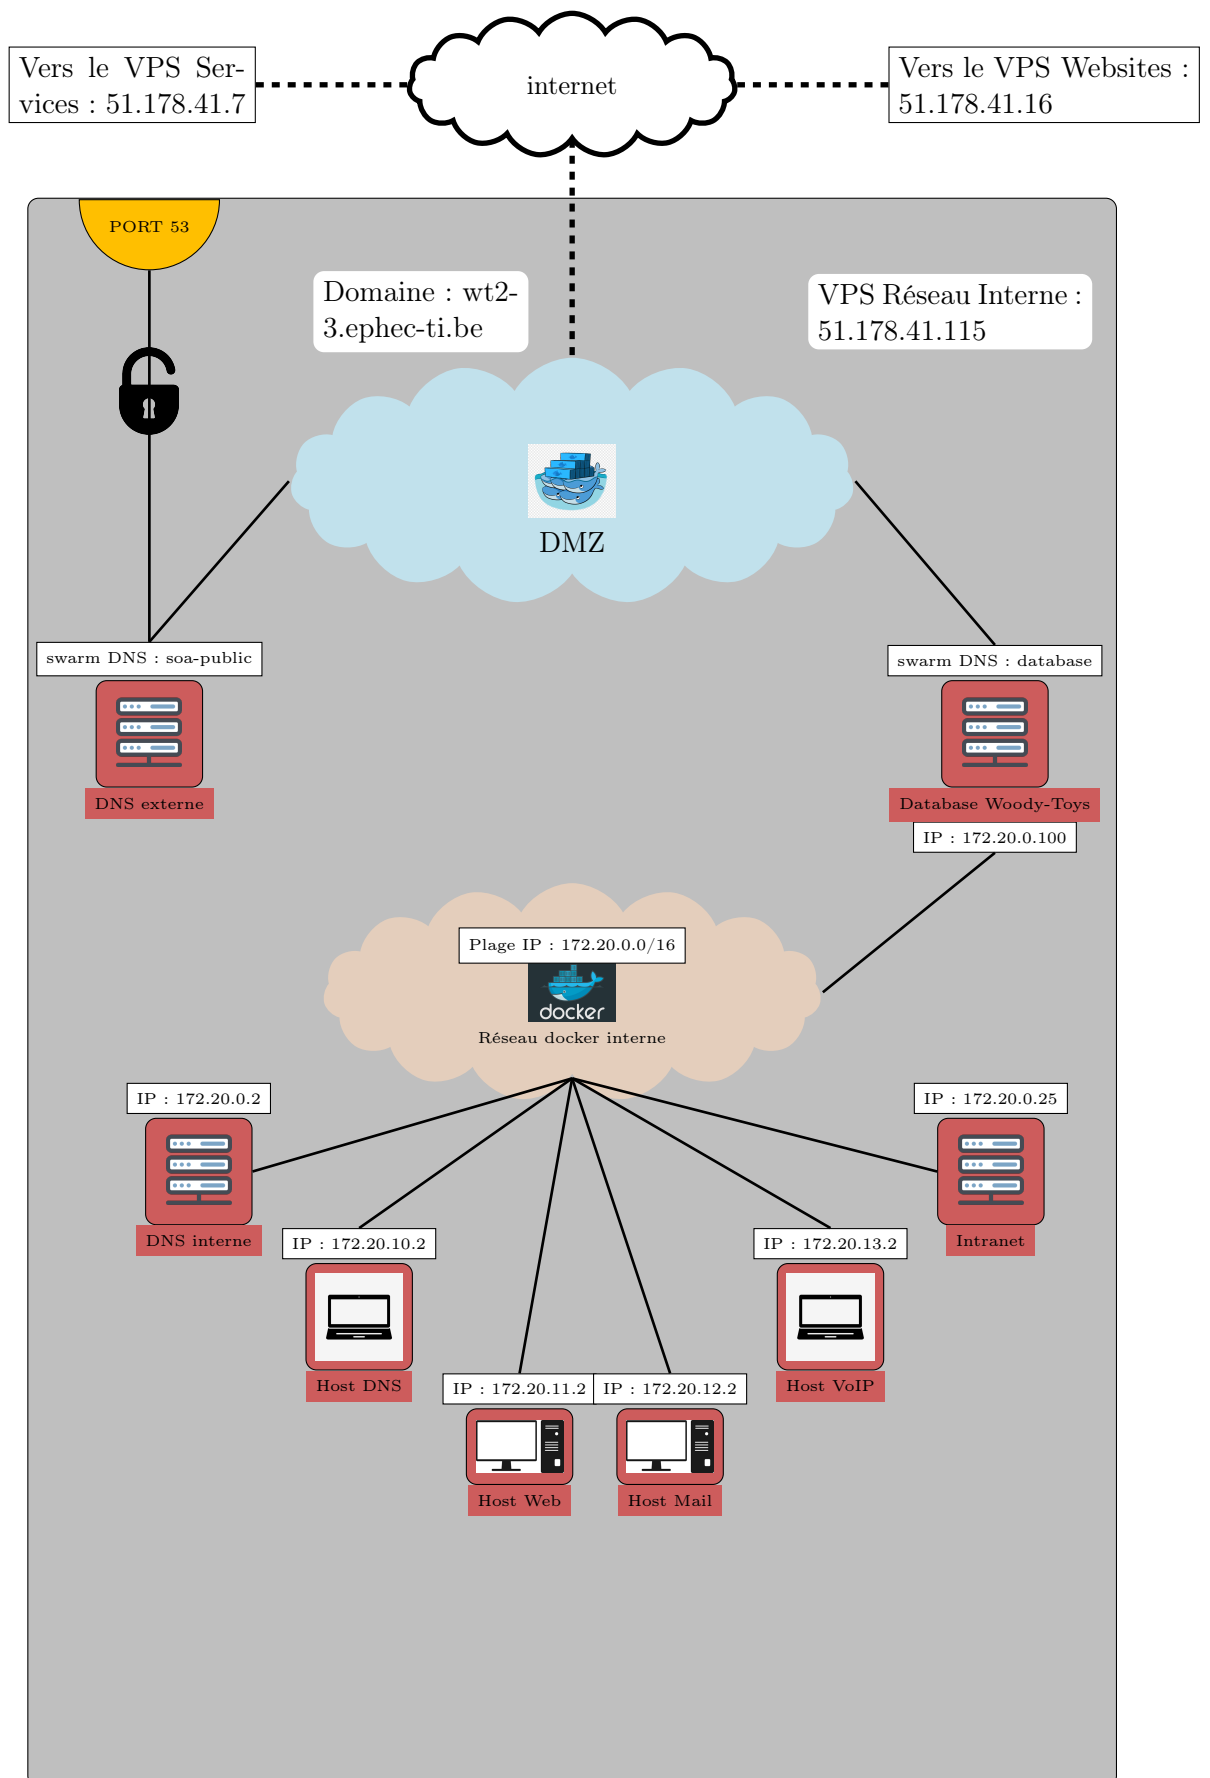 Vers le VPS Ser-
vices : 51.178.41.7
internet
Vers le VPS Websites :
51.178.41.16
PORT 53
Domaine : wt2-
3.ephec-ti.be
VPS Réseau Interne :
51.178.41.115
DMZ
swarm DNS : soa-public
swarm DNS : database
DNS externe
Database Woody-Toys
IP : 172.20.0.100
Plage IP : 172.20.0.0/16
docker
Réseau docker interne
IP : 172.20.0.2
IP : 172.20.0.25
DNS interne
Intranet
IP : 172.20.10.2
IP : 172.20.13.2
Host DNS
Host VoIP
IP : 172.20.11.2
IP : 172.20.12.2
Host Web
Host Mail